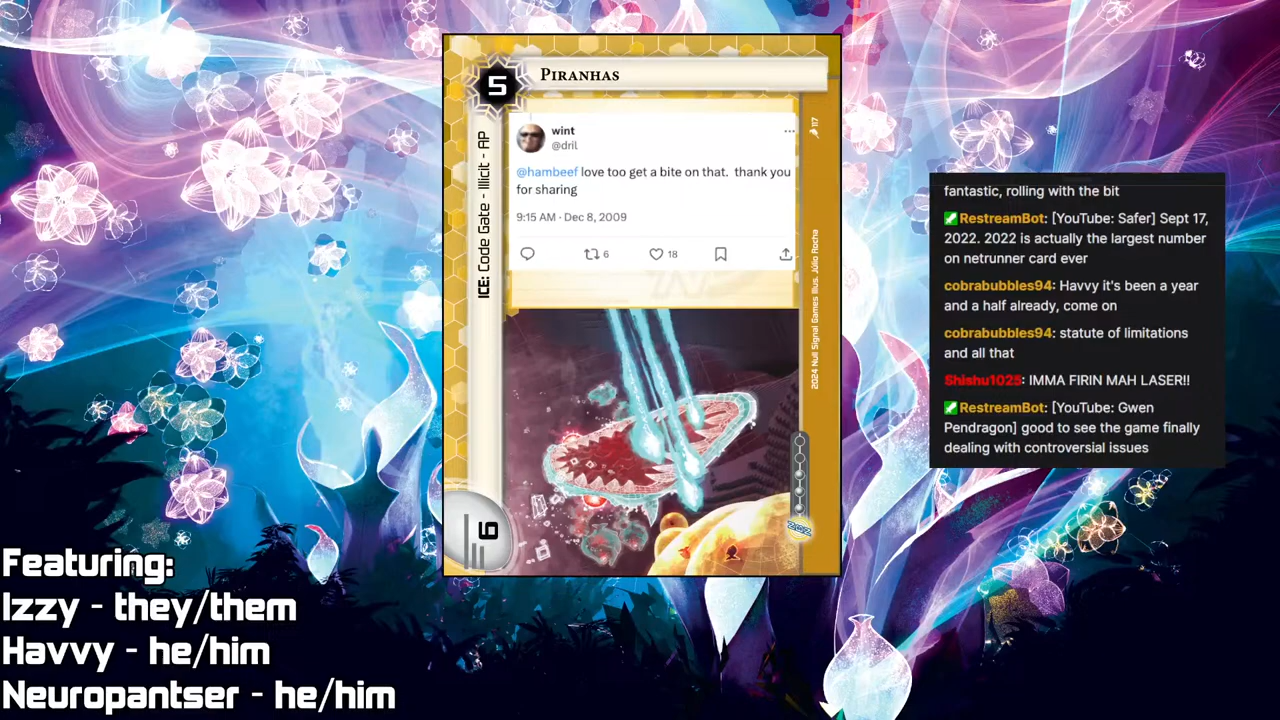 5
PIRANHAS
ICE: Code Gate - Illicit - AP
wint
@dril
@hambeef love too get a bite on that. thank you
for sharing
9:15 AM · Dec 8, 2009
6
18
117
2024 Null Signal Games Illus. Júlio Rocha
6
fantastic, rolling with the bit
RestreamBot: [YouTube: Safer] Sept 17,
2022. 2022 is actually the largest number
on netrunner card ever
cobrabubbles94: Havvy it's been a year
and a half already, come on
cobrabubbles94: statute of limitations
and all that
Shishu1025: IMMA FIRIN MAH LASER!!
RestreamBot: [YouTube: Gwen
Pendragon] good to see the game finally
dealing with controversial issues
Featuring:
Izzy - they/them
Havvy - he/him
Neuropantser - he/him